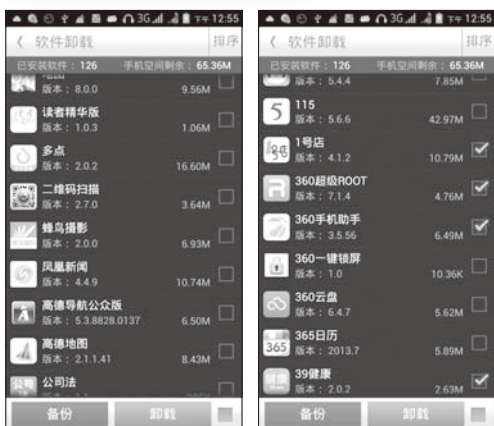 3G 下午 12:55
软件卸载 排序
已安装软件：126 手机空间剩余：65.36M
版本：8.0.0 9.56M
读者精华版
版本：1.0.3 1.06M
多点
版本：2.0.2 16.60M
二维码扫描
版本：2.7.0 3.64M
蜂鸟摄影
版本：2.0.0 6.93M
凤凰新闻
版本：4.4.9 10.74M
高德导航公众版
版本：5.3.8828.0137 6.50M
高德地图
版本：2.1.1.41 8.43M
公司法
备份 卸载
3G 下午 12:55
软件卸载 排序
已安装软件：126 手机空间剩余：65.36M
版本：5.4.4 7.85M
115
版本：5.6.6 42.97M
1号店
版本：4.1.2 10.79M
360超级ROOT
版本：7.1.4 4.76M
360手机助手
版本：3.5.56 6.49M
360一键锁屏
版本：1.0 10.36K
360云盘
版本：6.4.7 5.62M
365日历
版本：2013.7 5.89M
39健康
版本：2.0.2 2.63M
备份 卸载